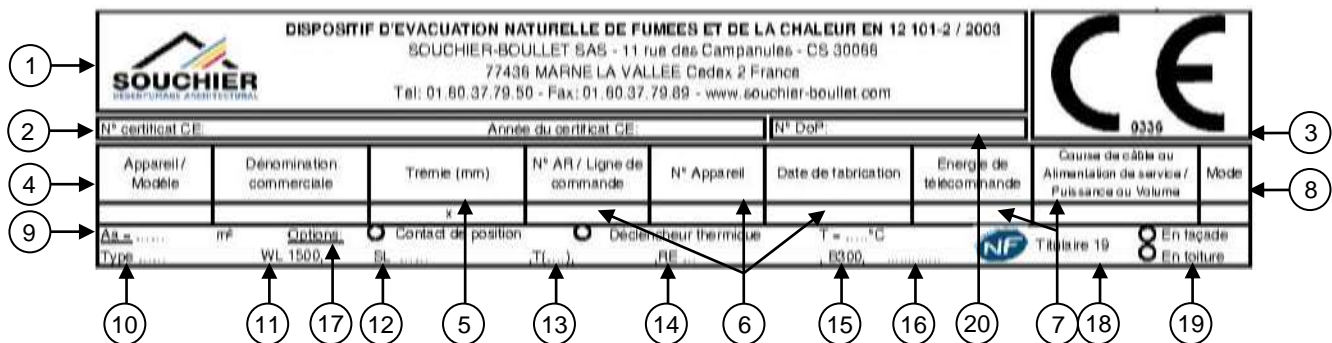 DISPOSITIF D'EVACUATION NATURELLE DE FUMEES ET DE LA CHALEUR EN 12 101-2 / 2003
SOUCHIER-BOULLET SAS - 11 rue des Campanules - CS 30066
77436 MARNE LA VALLEE Cedex 2 France
Tel: 01.60.37.79.50 - Fax: 01.60.37.79.89 - www.souchier-boullet.com
SOUCHIER
DESENFUMAGE ARCHITECTURAL
CE
0336
1
2
3
N° certificat CE:
Année du certificat CE:
N° DoP:
4
Appareil / Modèle
Dénomination commerciale
Trémie (mm)
N° AR / Ligne de commande
N° Appareil
Date de fabrication
Energie de télécommande
Course de câble ou Alimentation de service / Puissance ou Volume
Mode
8
x
9
Aa = ...... m² Options: Contact de position Déclencheur thermique T = .....°C
NF
Titulaire 19
En façade
En toiture
Type ...... WL 1500, SL ...... ,T(....), ,RE ...... ,B300, ............
10 11 17 12 5 13 14 6 15 16 20 7 18 19